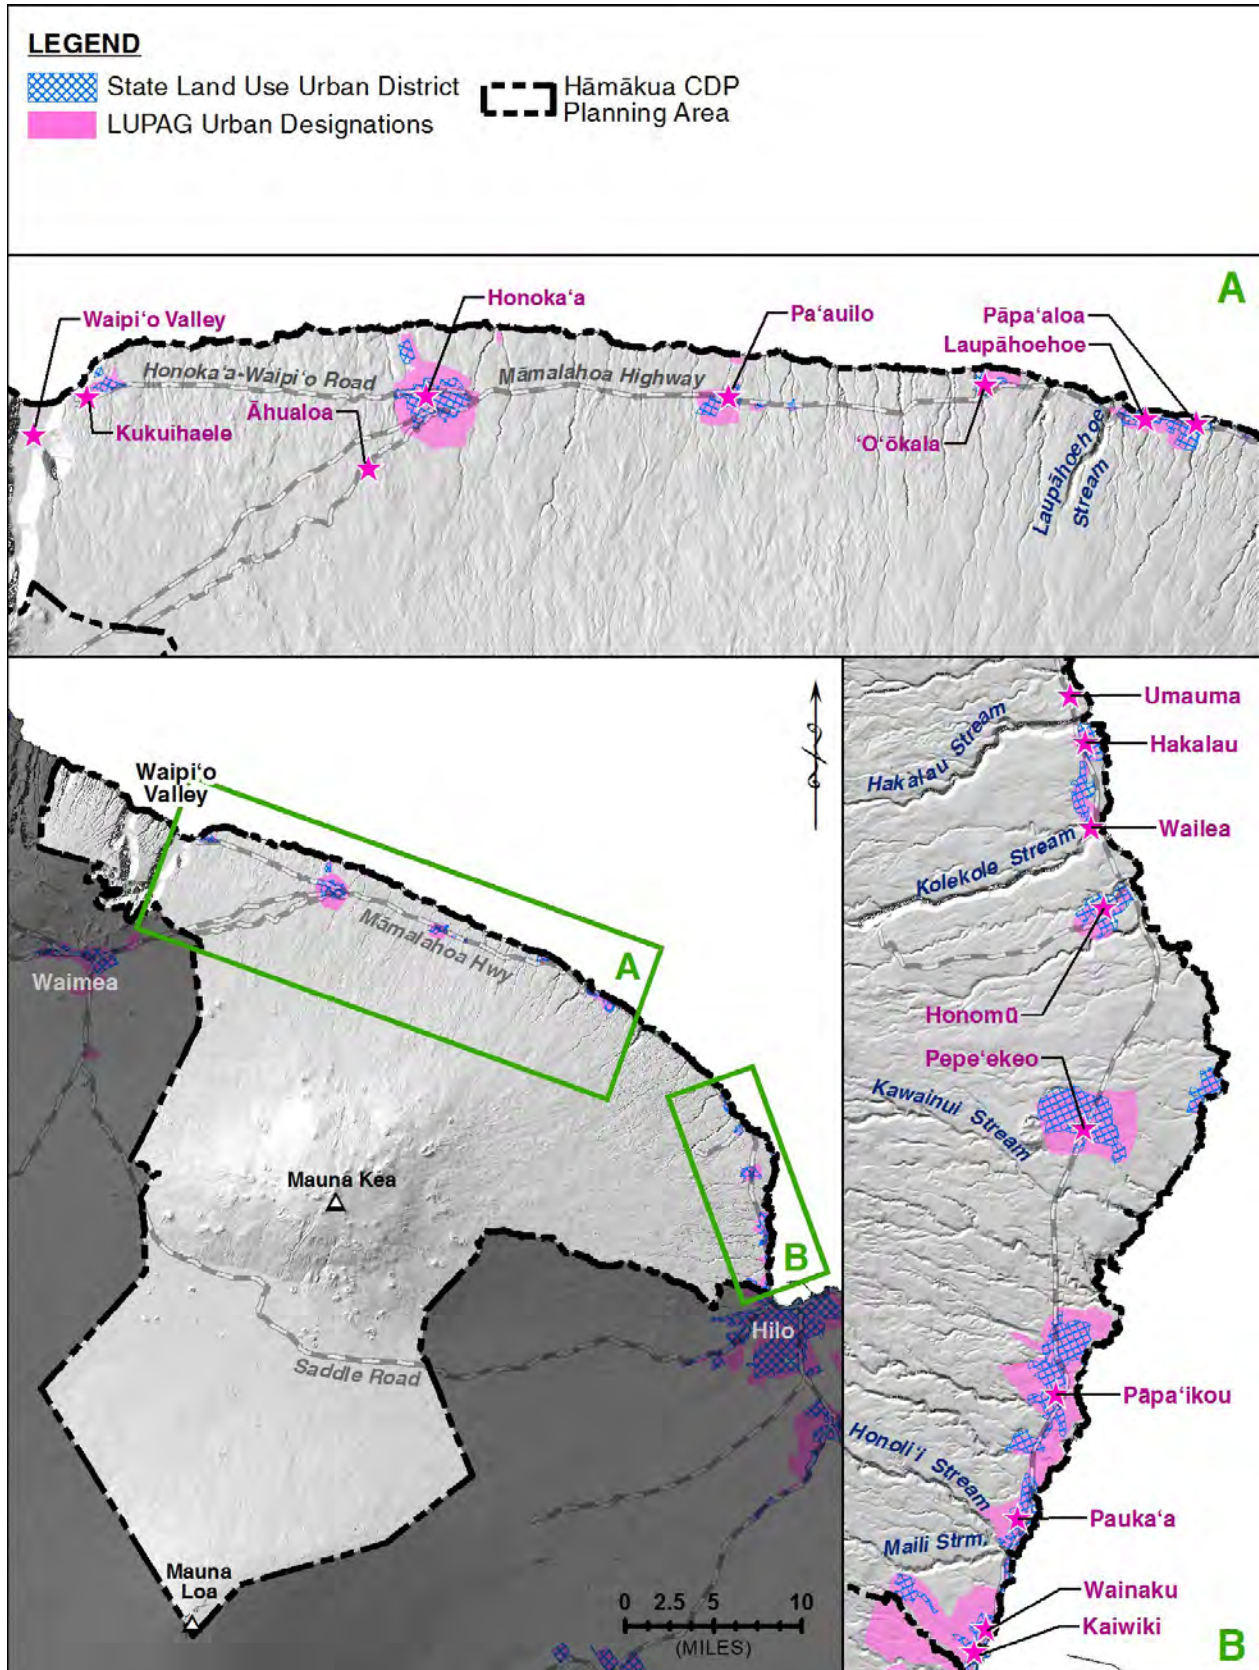 LEGEND
State Land Use Urban District
LUPAG Urban Designations
Hāmākua CDP
Planning Area
A
Waipi‘o Valley
Honoka‘a
Pa‘auilo
Pāpa‘aloa
Laupāhoehoe
Honoka‘a-Waipi‘o Road
Māmalahoa Highway
Āhualoa
Kukuihaele
‘O‘ōkala
Laupāhoehoe
Stream
Waipi‘o
Valley
Waimea
Māmalahoa Hwy
A
Mauna Kea
B
Hilo
Saddle Road
Mauna
Loa
0 2.5 5 10
(MILES)
Umauma
Hakalau Stream
Hakalau
Wailea
Kolekole Stream
Honomū
Pepe‘ekeo
Kawainui Stream
Pāpa‘ikou
Honoli‘i Stream
Pauka‘a
Maili Strm.
Wainaku
Kaiwiki
B